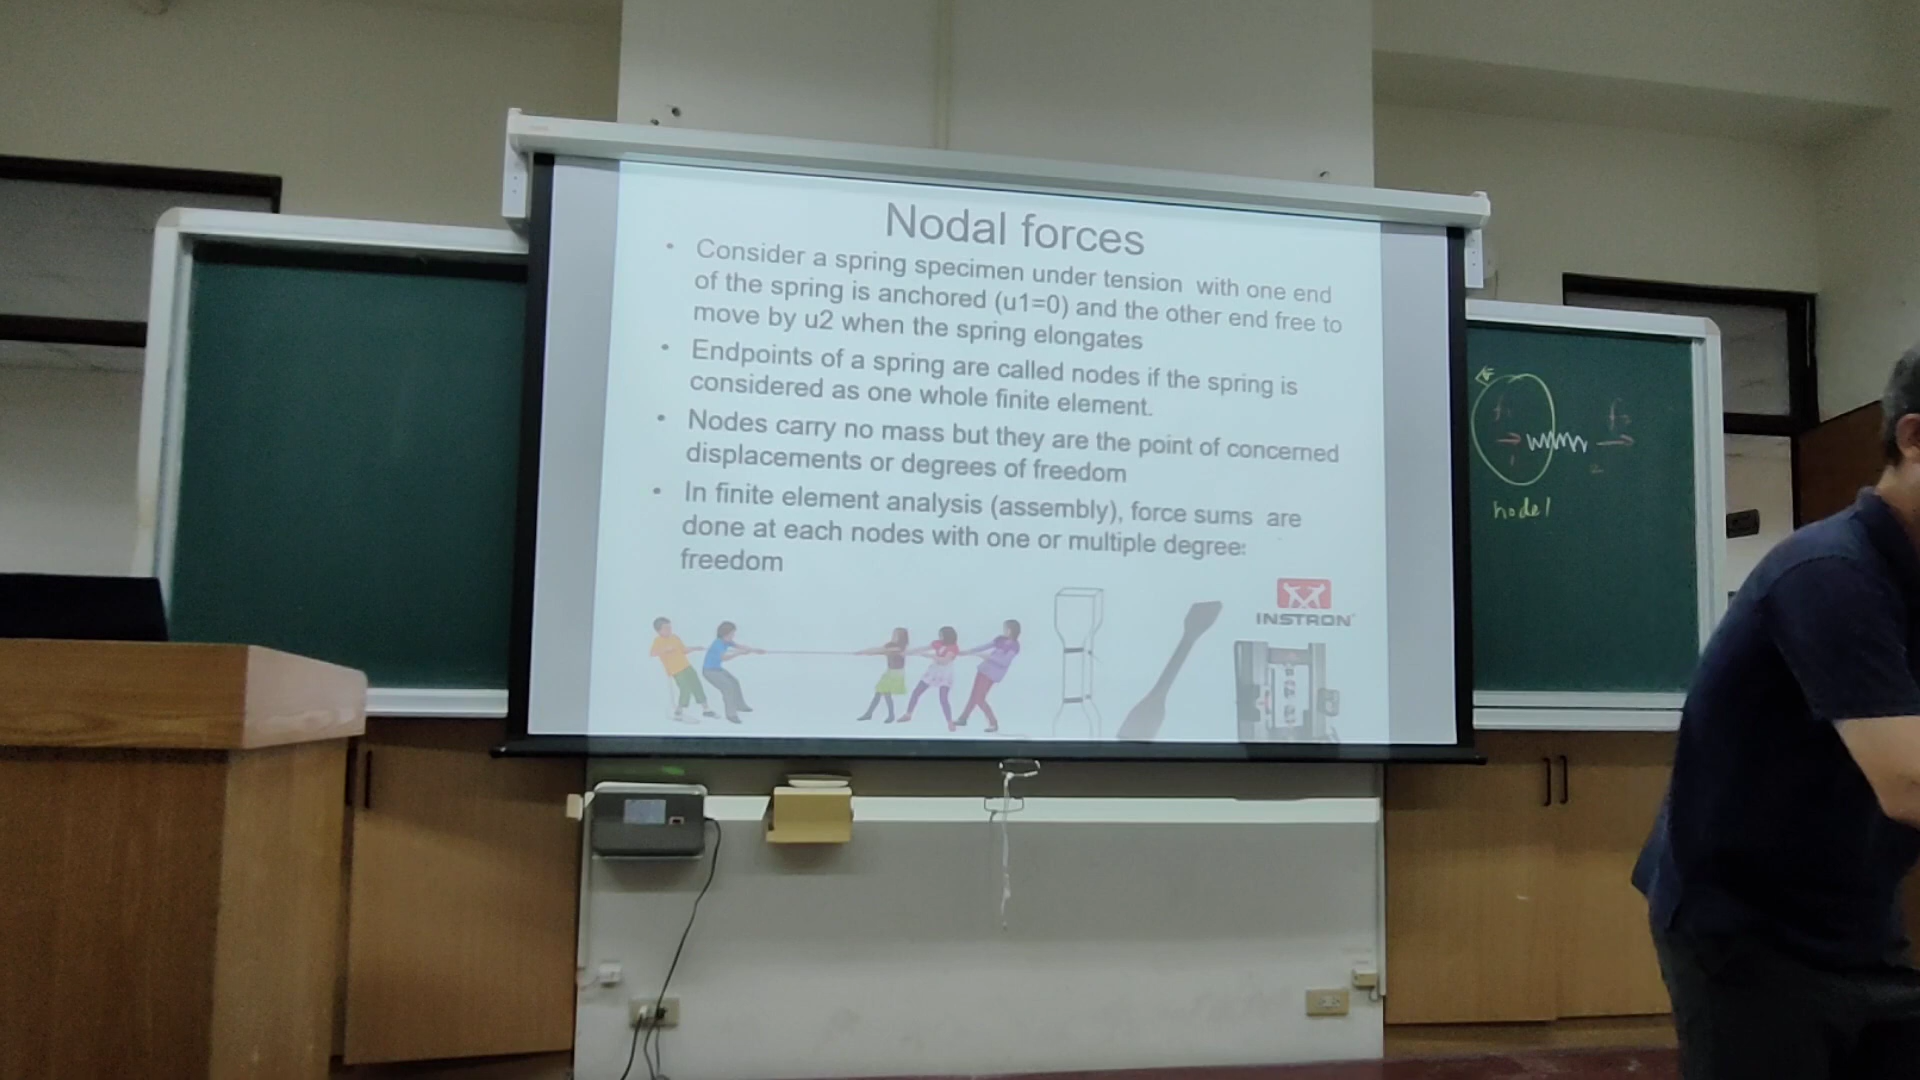 Nodal forces
• Consider a spring specimen under tension with one end
of the spring is anchored (u1=0) and the other end free to
move by u2 when the spring elongates
• Endpoints of a spring are called nodes if the spring is
considered as one whole finite element.
• Nodes carry no mass but they are the point of concerned
displacements or degrees of freedom
• In finite element analysis (assembly), force sums are
done at each nodes with one or multiple degree:
freedom
INSTRON
f1
f2
1
2
node1